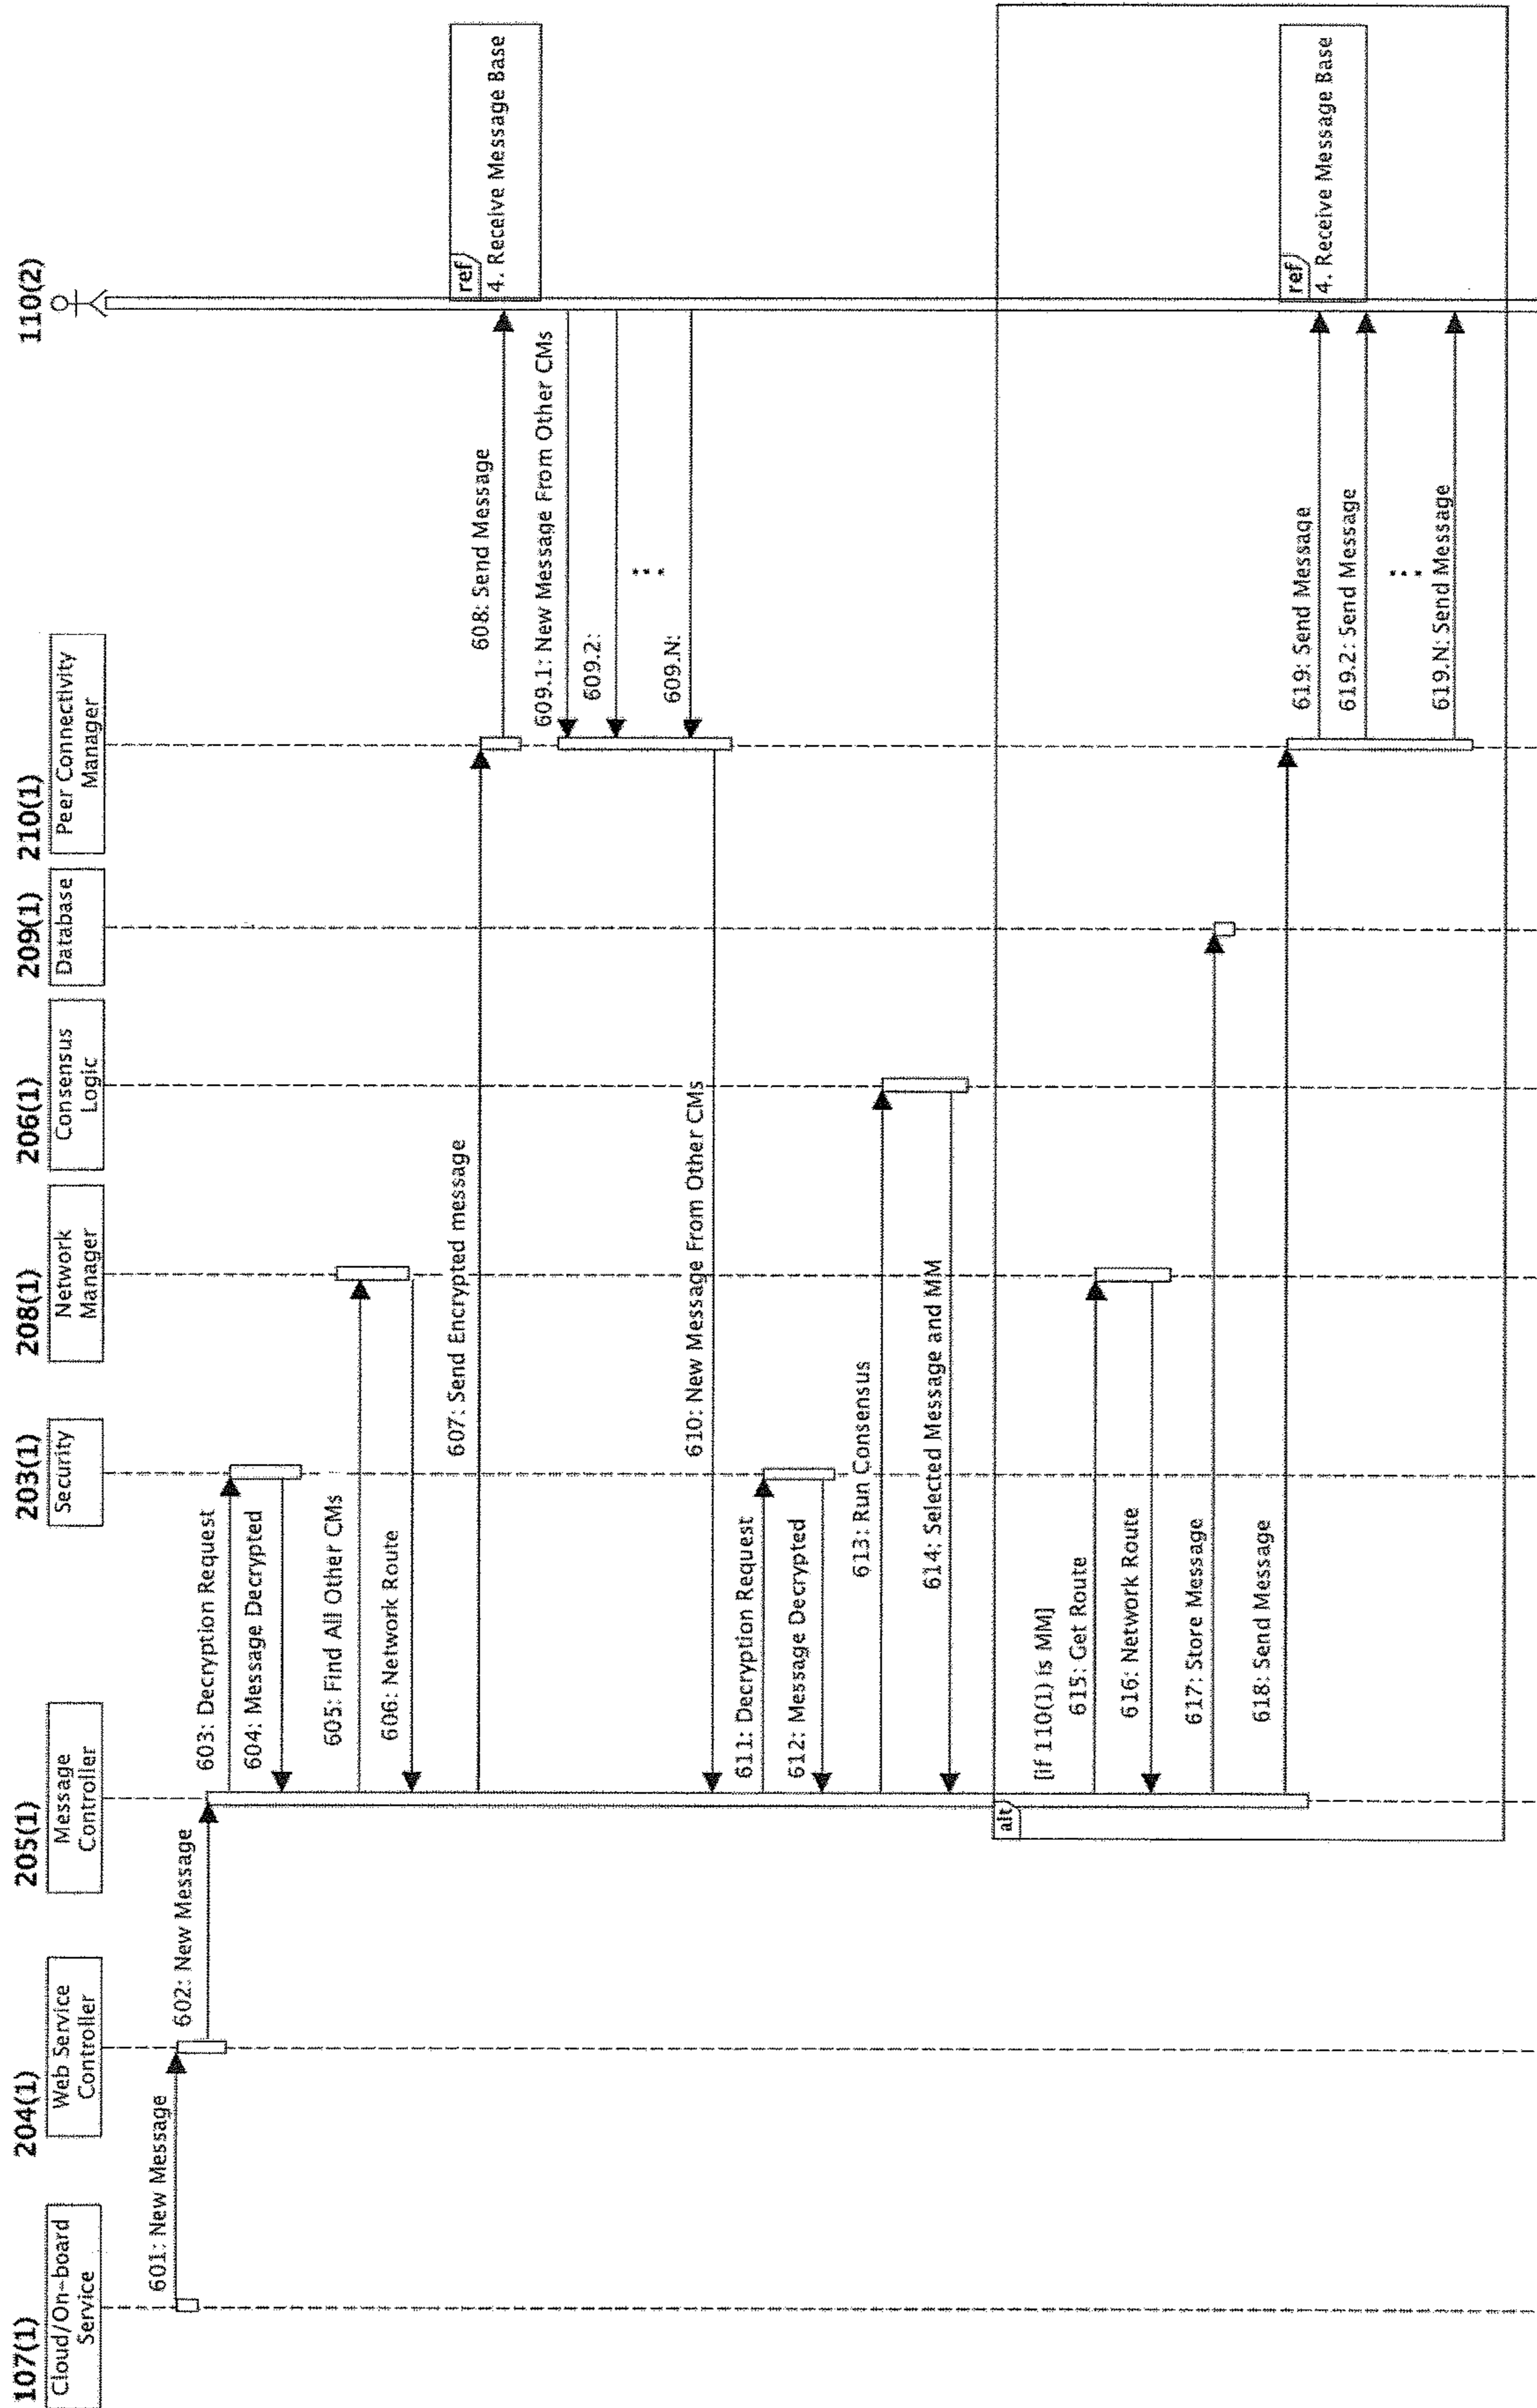 107(1)
Cloud/On-board
Service
204(1)
Web Service
Controller
205(1)
Message
Controller
203(1)
Security
208(1)
Network
Manager
206(1)
Consensus
Logic
209(1)
Database
210(1)
Peer Connectivity
Manager
110(2)
601: New Message
602: New Message
603: Decryption Request
604: Message Decrypted
605: Find All Other CMs
606: Network Route
607: Send Encrypted message
608: Send Message
ref
4. Receive Message Base
609.1: New Message From Other CMs
609.2:
⋮
609.N:
610: New Message From Other CMs
611: Decryption Request
612: Message Decrypted
613: Run Consensus
614: Selected Message and MM
alt
[if 110(1) is MM]
615: Get Route
616: Network Route
617: Store Message
618: Send Message
619: Send Message
ref
4. Receive Message Base
619.2: Send Message
⋮
619.N: Send Message